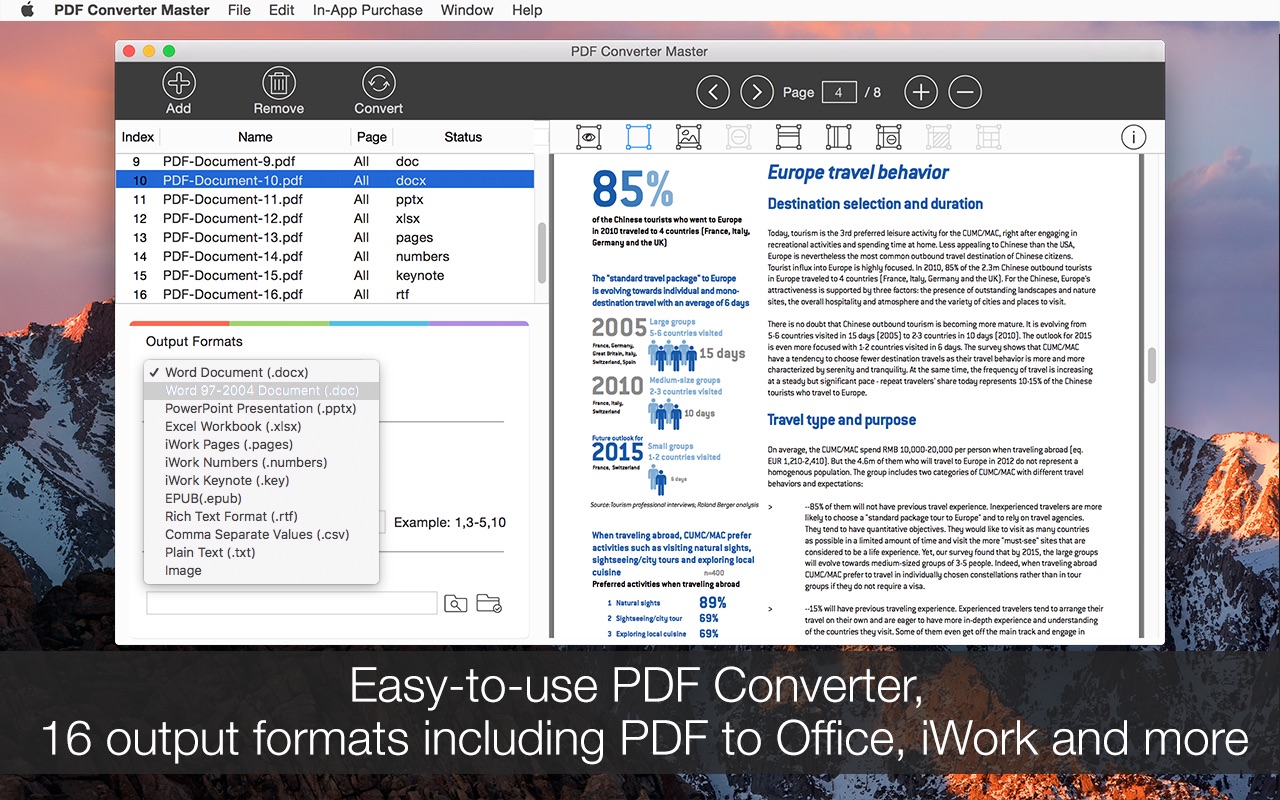 PDF Converter Master File Edit In-App Purchase Window Help
PDF Converter Master
Add Remove Convert
Page 4 / 8
Index Name Page Status
9 PDF-Document-9.pdf All doc
10 PDF-Document-10.pdf All docx
11 PDF-Document-11.pdf All pptx
12 PDF-Document-12.pdf All xlsx
13 PDF-Document-13.pdf All pages
14 PDF-Document-14.pdf All numbers
15 PDF-Document-15.pdf All keynote
16 PDF-Document-16.pdf All rtf
Output Formats
✓ Word Document (.docx)
Word 97-2004 Document (.doc)
PowerPoint Presentation (.pptx)
Excel Workbook (.xlsx)
iWork Pages (.pages)
iWork Numbers (.numbers)
iWork Keynote (.key)
EPUB(.epub)
Rich Text Format (.rtf)
Comma Separate Values (.csv)
Plain Text (.txt)
Image
Example: 1,3-5,10
85%
of the Chinese tourists who went to Europe
in 2010 traveled to 4 countries (France, Italy,
Germany and the UK)
The "standard travel package" to Europe
is evolving towards individual and mono-
destination travel with an average of 6 days
2005 Large groups
5-6 countries visited
France, Germany,
Great Britain, Italy,
Switzerland, Spain
15 days
2010 Medium-size groups
2-3 countries visited
France, Italy,
Switzerland
10 days
Future outlook for
2015 Small groups
1-2 countries visited
France, Switzerland
6 days
Source:Tourism professional interviews; Roland Berger analysis
When traveling abroad, CUMC/MAC prefer
activities such as visiting natural sights,
sightseeing/city tours and exploring local
cuisine n=400
Preferred activities when traveling abroad
1 Natural sights 89%
2 Sightseeing/city tour 69%
3 Exploring local cuisine 69%
Europe travel behavior
Destination selection and duration
Today, tourism is the 3rd preferred leisure activity for the CUMC/MAC, right after engaging in
recreational activities and spending time at home. Less appealing to Chinese than the USA,
Europe is nevertheless the most common outbound travel destination of Chinese citizens.
Tourist influx into Europe is highly focused. In 2010, 85% of the 2.3m Chinese outbound tourists
in Europe traveled to 4 countries (France, Italy, Germany and the UK). For the Chinese, Europe's
attractiveness is supported by three factors: the presence of outstanding landscapes and nature
sites, the overall hospitality and atmosphere and the variety of cities and places to visit.
There is no doubt that Chinese outbound tourism is becoming more mature. It is evolving from
5-6 countries visited in 15 days (2005) to 2-3 countries in 10 days (2010). The outlook for 2015
is even more focused with 1-2 countries visited in 6 days. The survey shows that CUMC/MAC
have a tendency to choose fewer destination travels as their travel behavior is more and more
characterized by serenity and tranquility. At the same time, the frequency of travel is increasing
at a steady but significant pace - repeat travelers' share today represents 10-15% of the Chinese
tourists who travel to Europe.
Travel type and purpose
On average, the CUMC/MAC spend RMB 10,000-20,000 per person when traveling abroad (eq.
EUR 1,210-2,410). But the 4.6m of them who will travel to Europe in 2012 do not represent a
homogenous population. The group includes two categories of CUMC/MAC with different travel
behaviors and expectations:
> --85% of them will not have previous travel experience. Inexperienced travelers are more
likely to choose a "standard package tour to Europe" and to rely on travel agencies.
They tend to have quantitative objectives. They would like to visit as many countries
as possible in a limited amount of time and visit the more "must-see" sites that are
considered to be a life experience. Yet, our survey found that by 2015, the large groups
will evolve towards medium-sized groups of 3-5 people. Indeed, when traveling abroad
CUMC/MAC prefer to travel in individually chosen constellations rather than in tour
groups if they do not require a visa.
> --15% will have previous traveling experience. Experienced travelers tend to arrange their
travel on their own and are eager to have more in-depth experience and understanding
of the countries they visit. Some of them even get off the main track and engage in
Easy-to-use PDF Converter,
16 output formats including PDF to Office, iWork and more